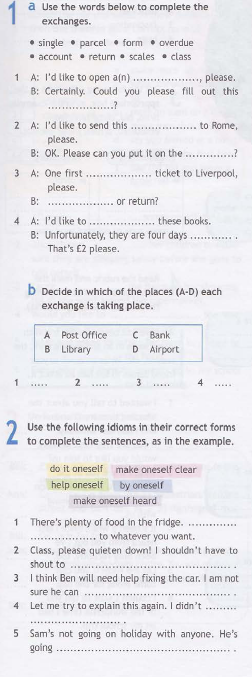 1 a Use the words below to complete the
exchanges.
• single • parcel • form • overdue
• account • return • scales • class
1 A: I'd like to open a(n) ..................., please.
B: Certainly. Could you please fill out this
..................?
2 A: I'd like to send this .................. to Rome,
please.
B: OK. Please can you put it on the .............?
3 A: One first .................. ticket to Liverpool,
please.
B: .................. or return?
4 A: I'd like to .................. these books.
B: Unfortunately, they are four days ............ .
That's £2 please.
b Decide in which of the places (A-D) each
exchange is taking place.
A Post Office C Bank
B Library D Airport
1 ..... 2 ..... 3 ..... 4 .....
2 Use the following idioms in their correct forms
to complete the sentences, as in the example.
do it oneself make oneself clear
help oneself by oneself
make oneself heard
1 There's plenty of food in the fridge. .............
.................. to whatever you want.
2 Class, please quieten down! I shouldn't have to
shout to ............................................ .
3 I think Ben will need help fixing the car. I am not
sure he can ........................................ .
4 Let me try to explain this again. I didn't .........
......................... .
5 Sam's not going on holiday with anyone. He's
going ............................................... .